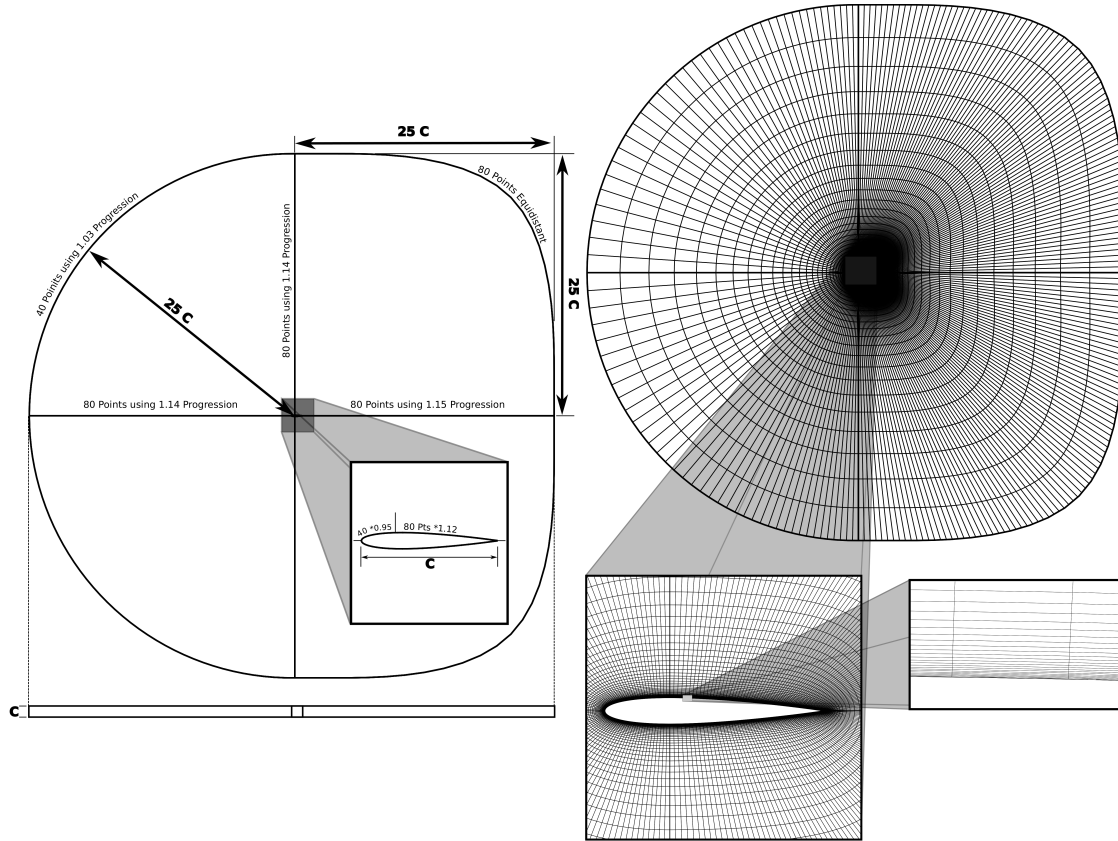 25 C
80 Points Equidistant
40 Poinits using 1.03 Progression
80 Points using 1.14 Progression
25 C
25 C
80 Points using 1.14 Progression
80 Points using 1.15 Progression
40 *0.95
80 Pts *1.12
C
C